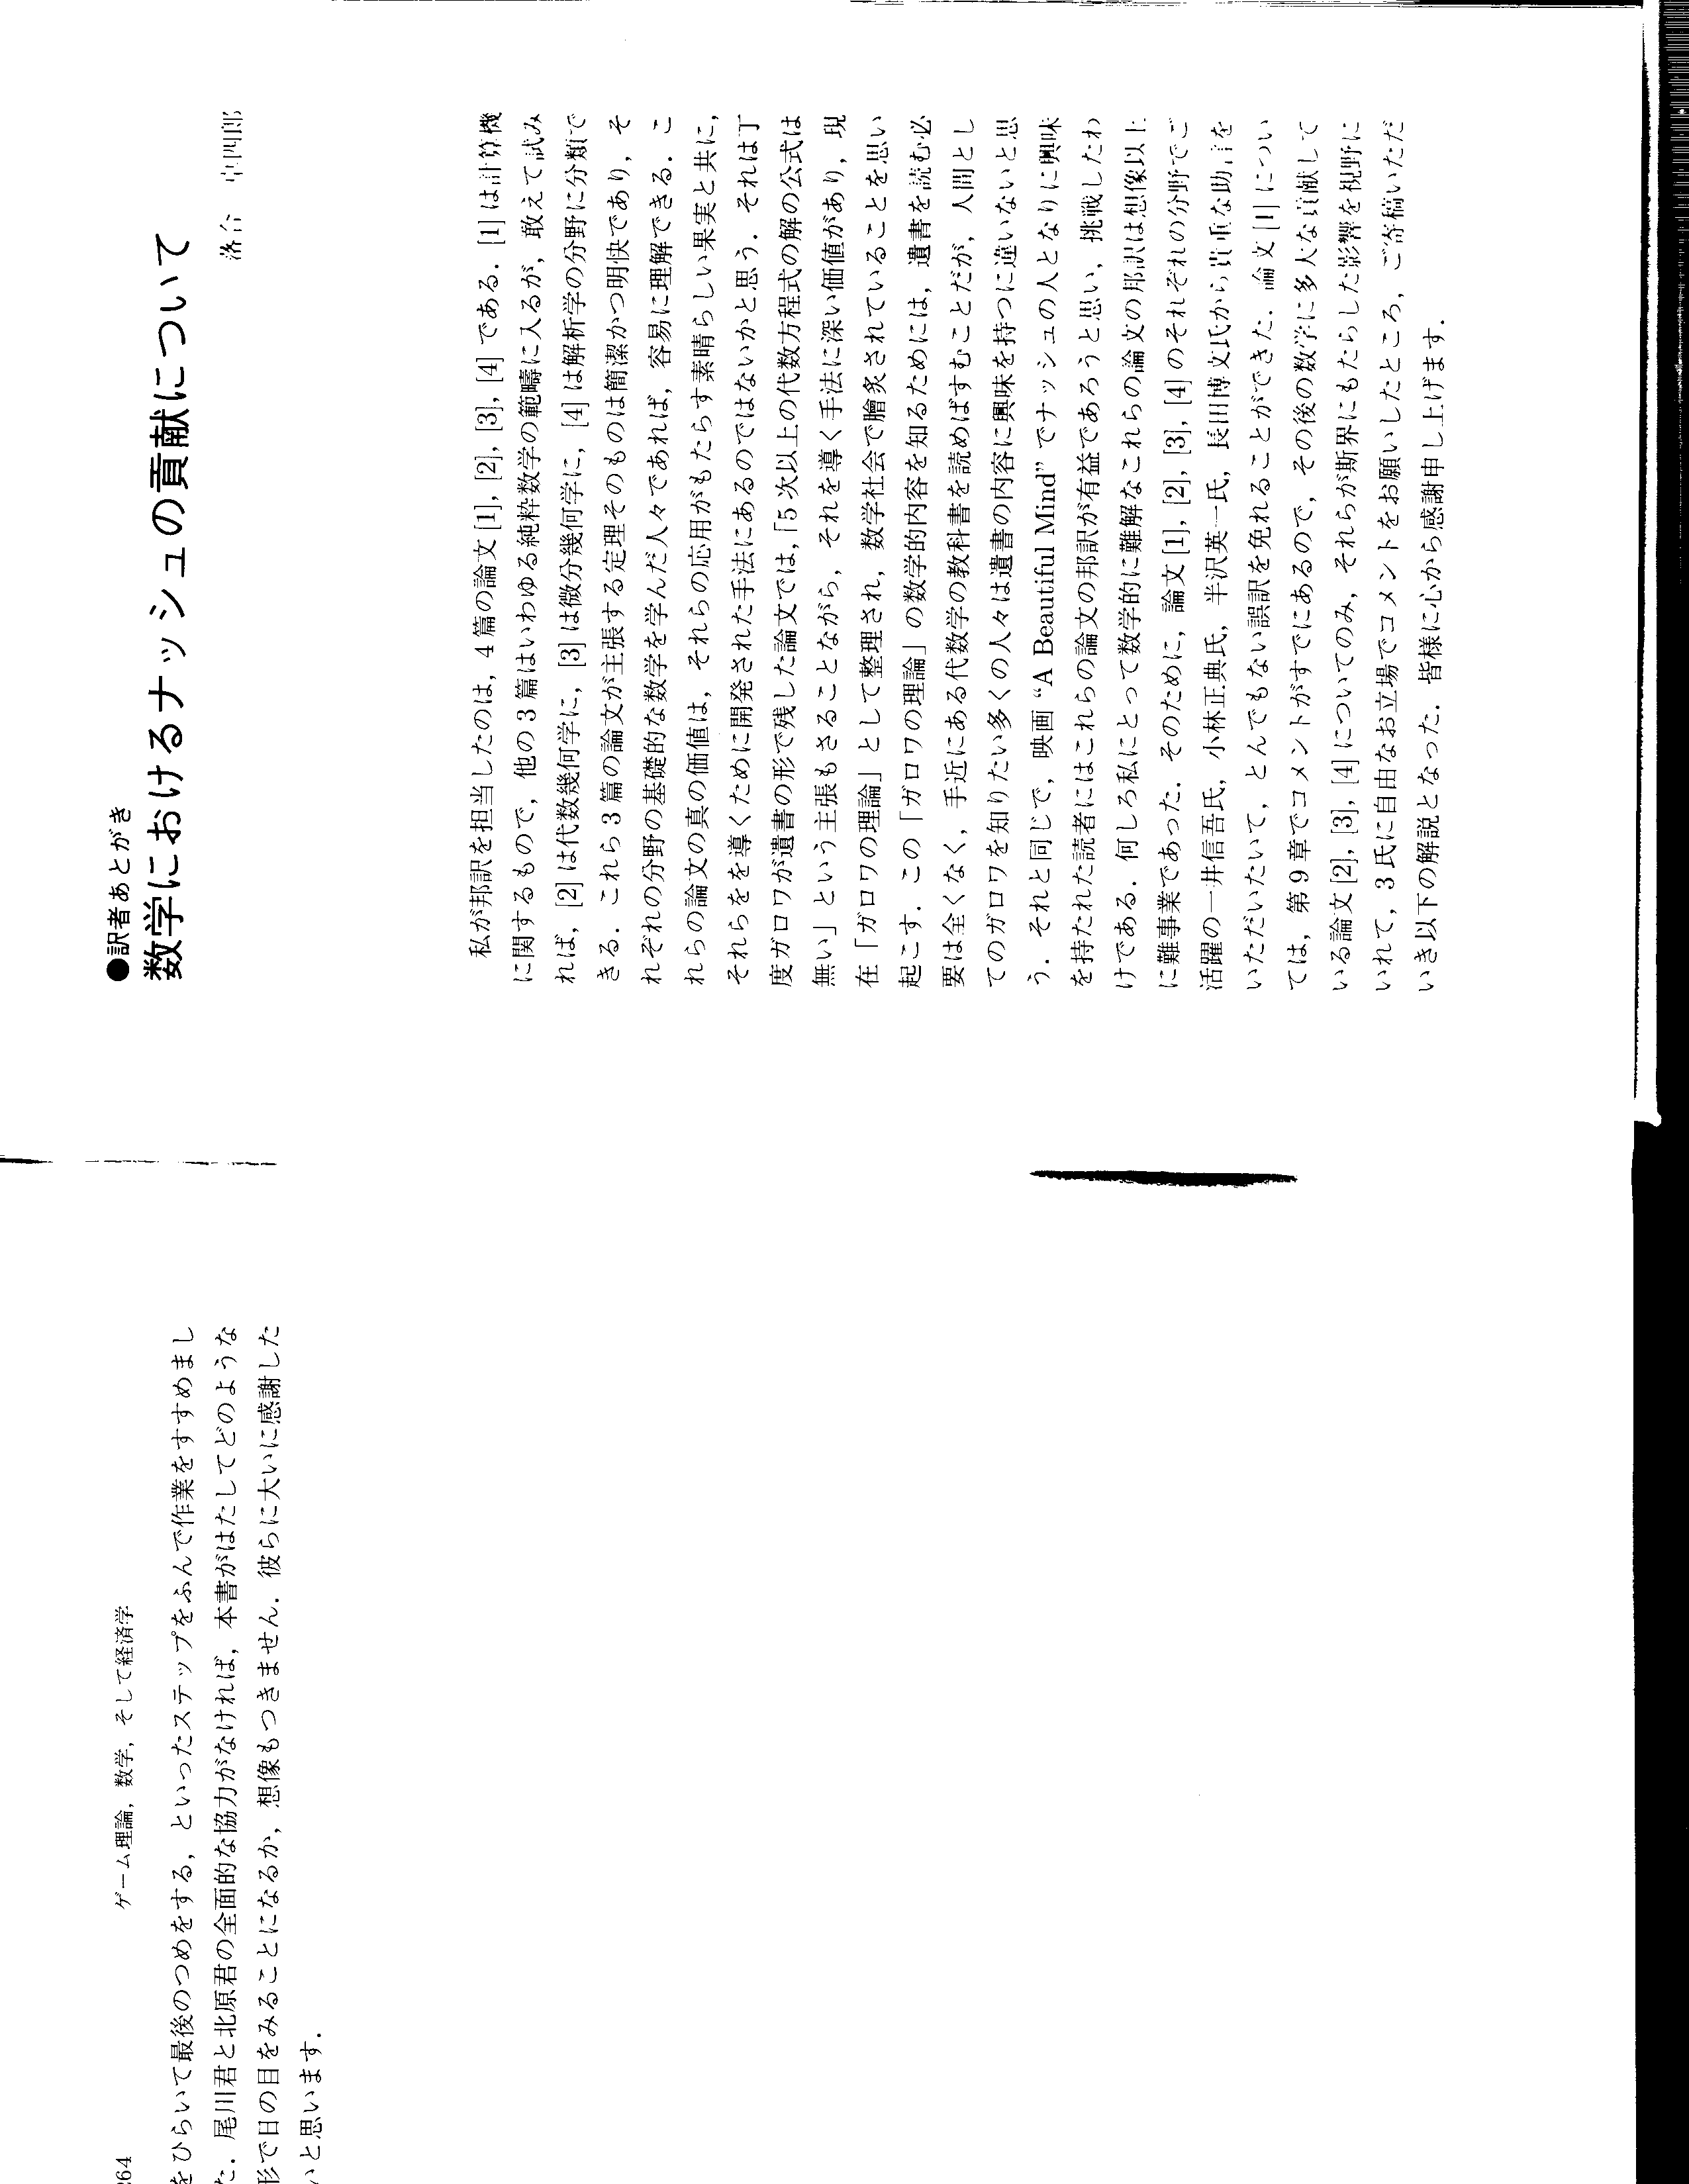 264
ゲーム理論，数学，そして経済学
をひらいて最後のつめをする，といったステップをふんで作業をすすめまし
た．尾川君と北原君の全面的な協力がなければ，本書がはたしてどのような
形で日の目をみることになるか，想像もつきません．彼らに大いに感謝した
いと思います．
●訳者あとがき
数学におけるナッシュの貢献について
落合 卓四郎
私が邦訳を担当したのは，4 篇の論文 [1], [2], [3], [4] である．[1] は計算機
に関するもので，他の 3 篇はいわゆる純粋数学の範疇に入るが，敢えて試み
れば，[2] は代数幾何学に，[3] は微分幾何学に，[4] は解析学の分野に分類で
きる．これら 3 篇の論文が主張する定理そのものは簡潔かつ明快であり，そ
れぞれの分野の基礎的な数学を学んだ人々であれば，容易に理解できる．こ
れらの論文の真の価値は，それらの応用がもたらす素晴らしい果実と共に，
それらをを導くために開発された手法にあるのではないかと思う．それは丁
度ガロワが遺書の形で残した論文では，「5 次以上の代数方程式の解の公式は
無い」という主張もさることながら，それを導く手法に深い価値があり，現
在「ガロワの理論」として整理され，数学社会で膾炙されていることを思い
起こす．この「ガロワの理論」の数学的内容を知るためには，遺書を読む必
要は全くなく，手近にある代数学の教科書を読めばすむことだが，人間とし
てのガロワを知りたい多くの人々は遺書の内容に興味を持つに違いないと思
う．それと同じで，映画 “A Beautiful Mind” でナッシュの人となりに興味
を持たれた読者にはこれらの論文の邦訳が有益であろうと思い，挑戦したわ
けである．何しろ私にとって数学的に難解なこれらの論文の邦訳は想像以上
に難事業であった．そのために，論文 [1], [2], [3], [4] のそれぞれの分野でご
活躍の一井信吾氏，小林正典氏，半沢英一氏，長田博文氏から貴重な助言を
いただいたいて，とんでもない誤訳を免れることができた．論文 [1] につい
ては，第 9 章でコメントがすでにあるので，その後の数学に多大な貢献して
いる論文 [2], [3], [4] についてのみ，それらが斯界にもたらした影響を視野に
いれて，3 氏に自由なお立場でコメントをお願いしたところ，ご寄稿いただ
いき以下の解説となった．皆様に心から感謝申し上げます．